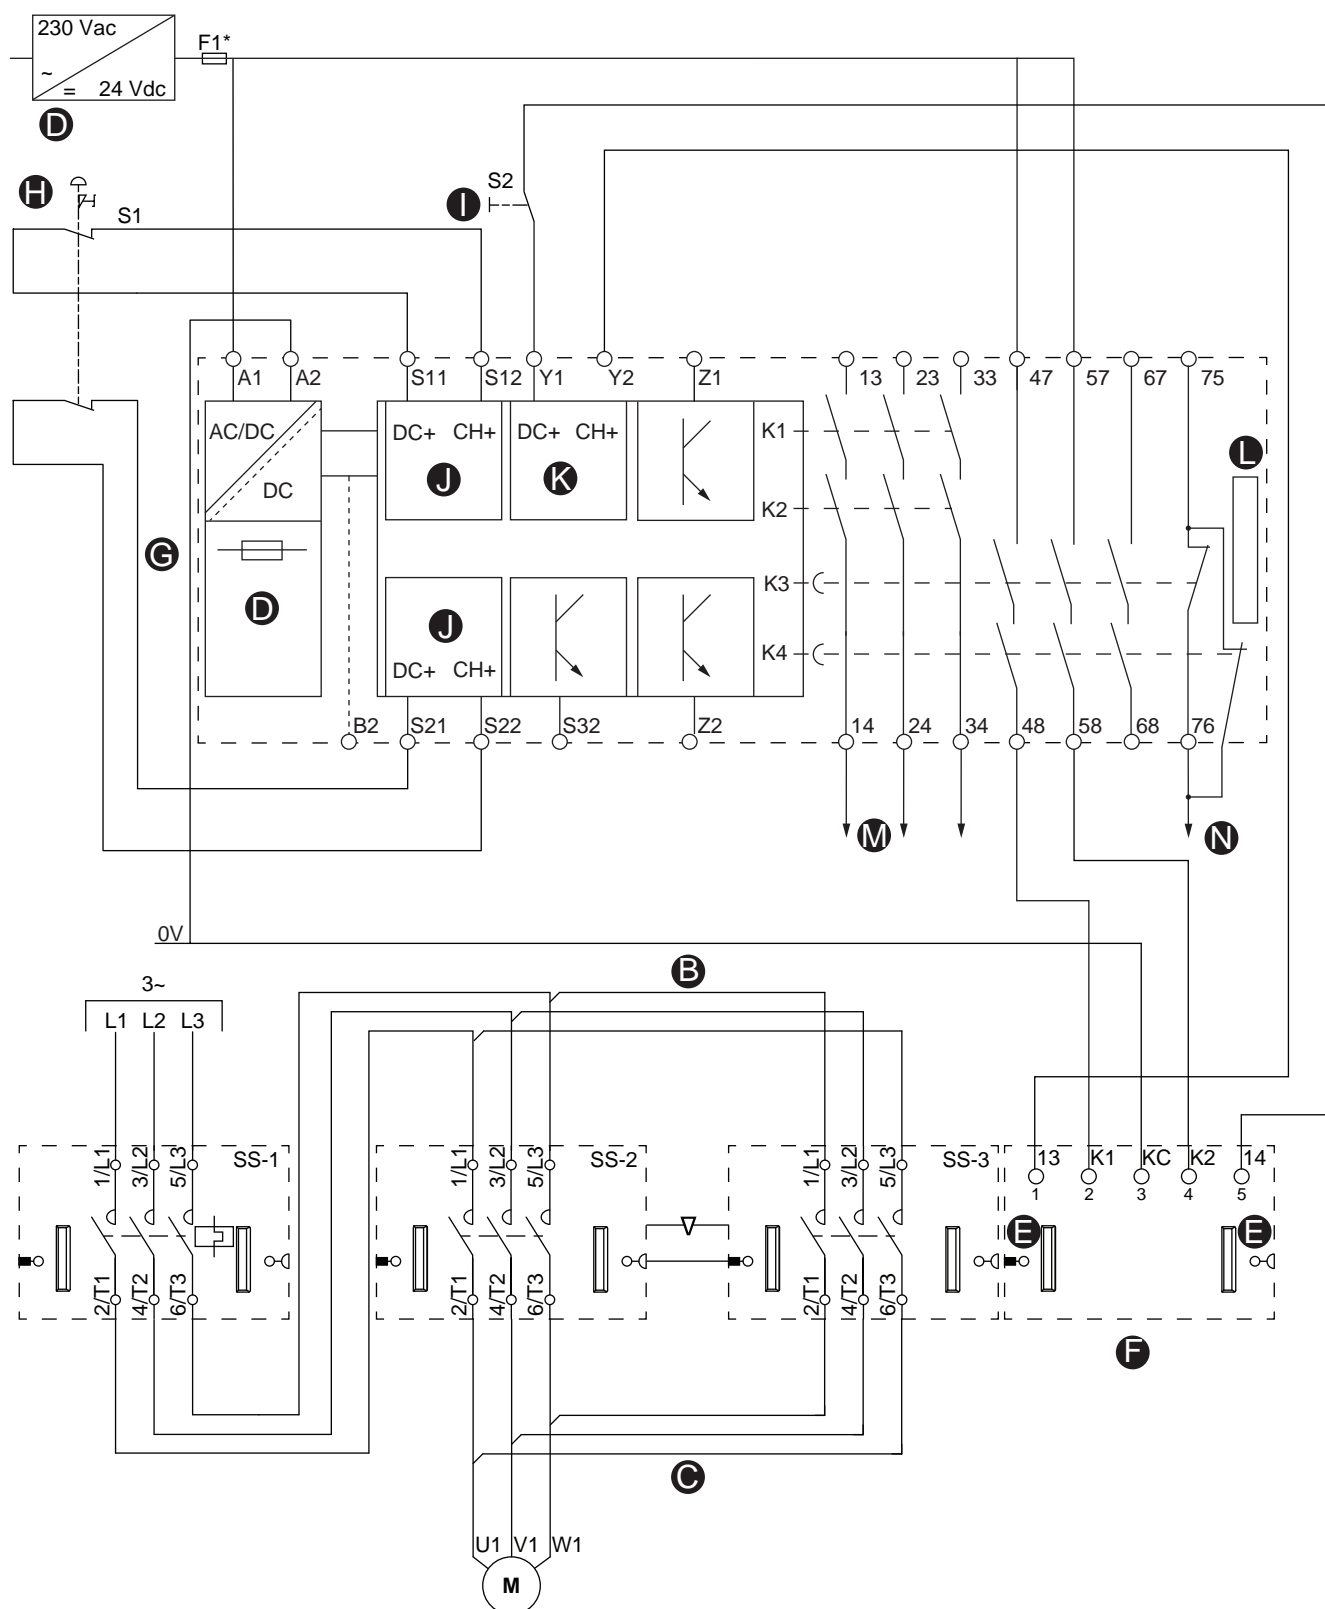 230 Vac
~
= 24 Vdc
F1*
D
H
S1
I
S2
A1 A2 S11 S12 Y1 Y2 Z1 13 23 33 47 57 67 75
AC/DC
DC
DC+ CH+
J
DC+ CH+
K
K1
K2
L
G
D
K3
J
DC+ CH+
K4
B2 S21 S22 S32 Z2 14 24 34 48 58 68 76
M
N
0V
B
3~
L1 L2 L3
1/L1 3/L2 5/L3 SS-1
2/T1 4/T2 6/T3
1/L1 3/L2 5/L3 SS-2
2/T1 4/T2 6/T3
1/L1 3/L2 5/L3 SS-3
2/T1 4/T2 6/T3
13 K1 KC K2 14
1 2 3 4 5
E E
F
C
U1 V1 W1
M